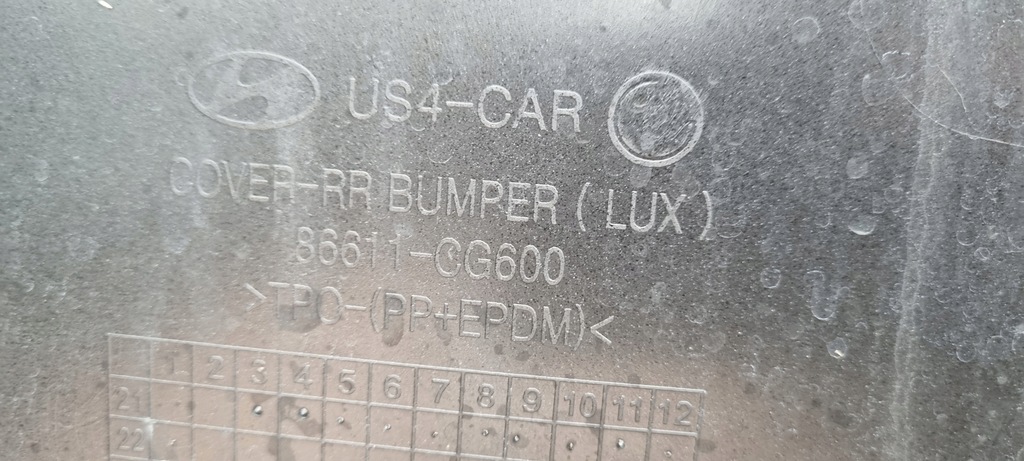 US4-CAR
COVER-RR BUMPER (LUX)
86611-CG600
>TPO-(PP+EPDM)<
1 2 3 4 5 6 7 8 9 10 11 12
21
22